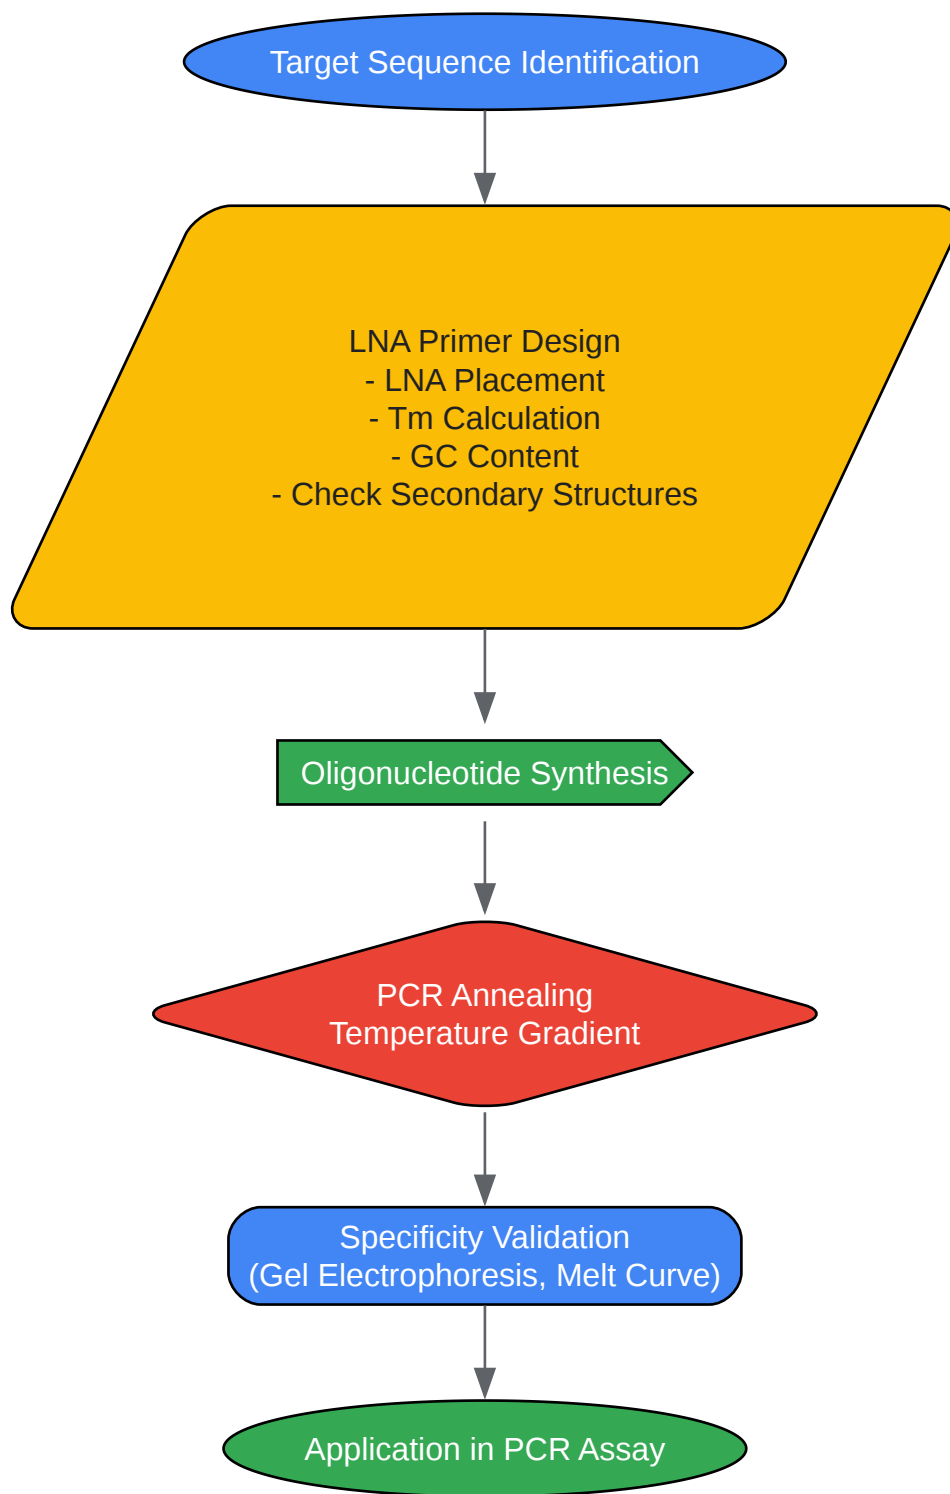 Target Sequence Identification
LNA Primer Design
- LNA Placement
- Tm Calculation
- GC Content
- Check Secondary Structures
Oligonucleotide Synthesis
PCR Annealing
Temperature Gradient
Specificity Validation
(Gel Electrophoresis, Melt Curve)
Application in PCR Assay